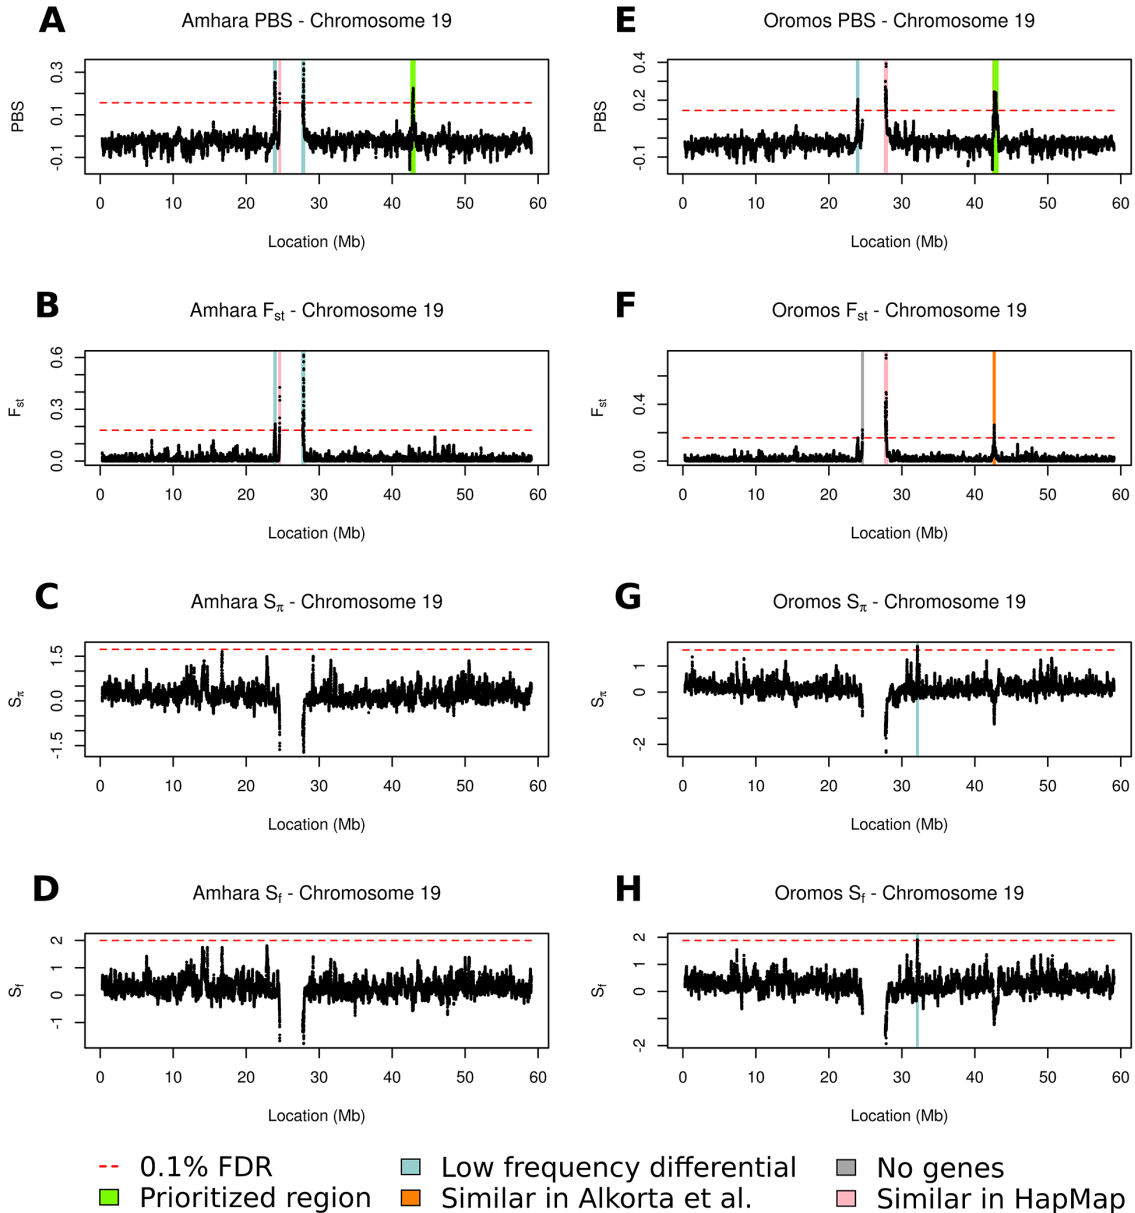 A
Amhara PBS - Chromosome 19
PBS
0.3
0.1
-0.1
0 10 20 30 40 50 60
Location (Mb)
E
Oromos PBS - Chromosome 19
PBS
0.4
0.2
-0.1
0 10 20 30 40 50 60
Location (Mb)
B
Amhara Fst - Chromosome 19
Fst
0.6
0.3
0.0
0 10 20 30 40 50 60
Location (Mb)
F
Oromos Fst - Chromosome 19
Fst
0.4
0.0
0 10 20 30 40 50 60
Location (Mb)
C
Amhara Sπ - Chromosome 19
Sπ
1.5
0.0
-1.5
0 10 20 30 40 50 60
Location (Mb)
G
Oromos Sπ - Chromosome 19
Sπ
1
0
-2
0 10 20 30 40 50 60
Location (Mb)
D
Amhara Sf - Chromosome 19
Sf
2
1
0
-1
0 10 20 30 40 50 60
Location (Mb)
H
Oromos Sf - Chromosome 19
Sf
2
1
0
-2
0 10 20 30 40 50 60
Location (Mb)
0.1% FDR
Low frequency differential
No genes
Prioritized region
Similar in Alkorta et al.
Similar in HapMap